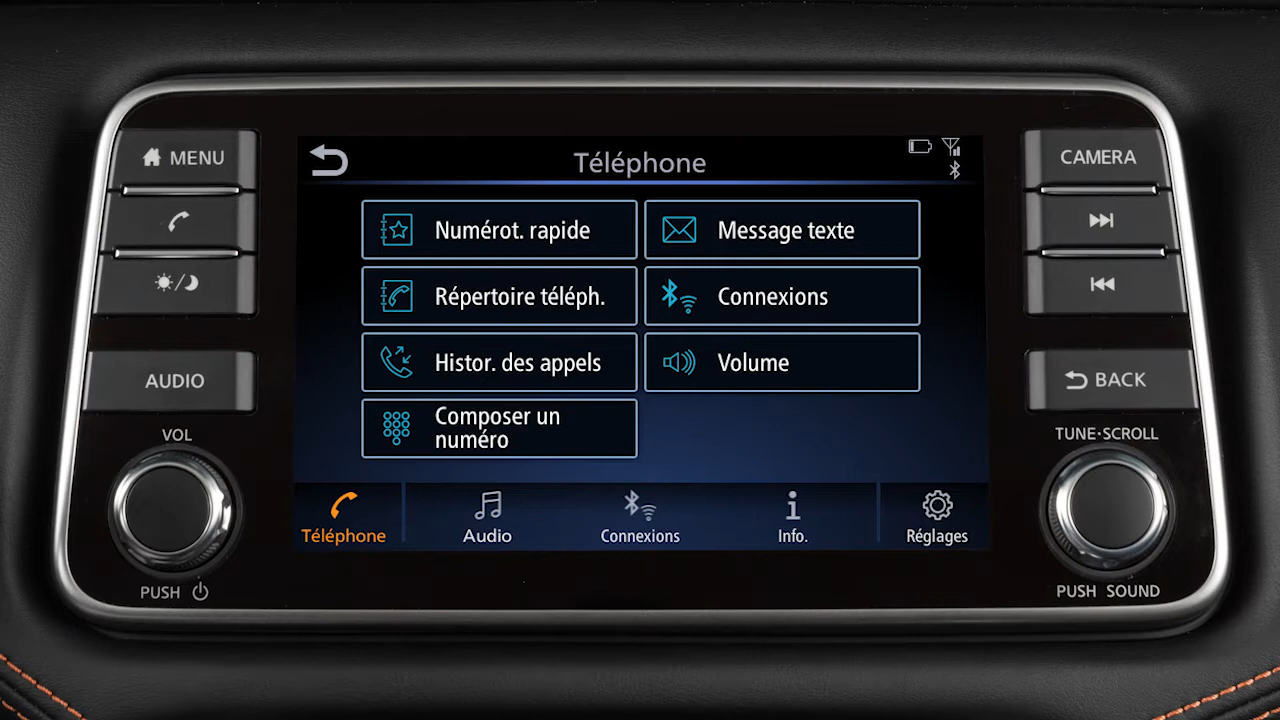 MENU
CAMERA
Téléphone
Numérot. rapide
Message texte
Répertoire téléph.
Connexions
Histor. des appels
Volume
Composer un
numéro
AUDIO
BACK
VOL
TUNE·SCROLL
Téléphone
Audio
Connexions
Info.
Réglages
PUSH
PUSH SOUND